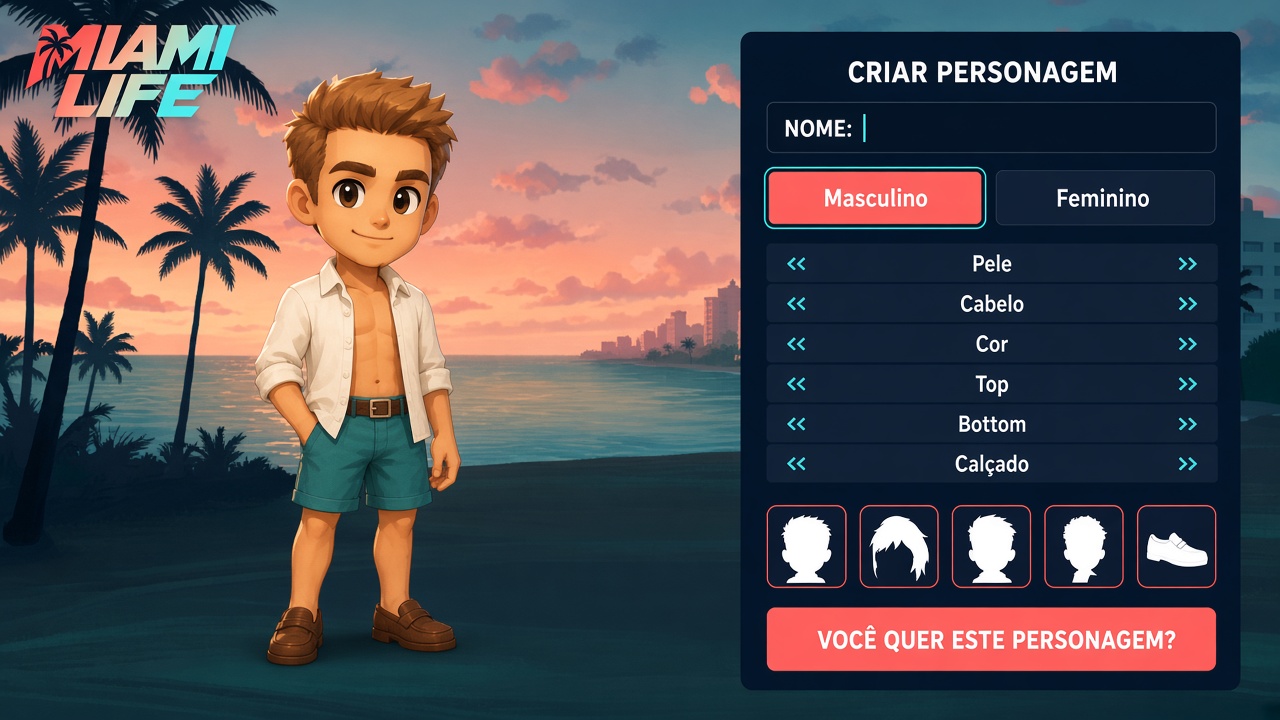 MIAMI
LIFE
CRIAR PERSONAGEM
NOME:
Masculino
Feminino
Pele
Cabelo
Cor
Top
Bottom
Calçado
VOCÊ QUER ESTE PERSONAGEM?